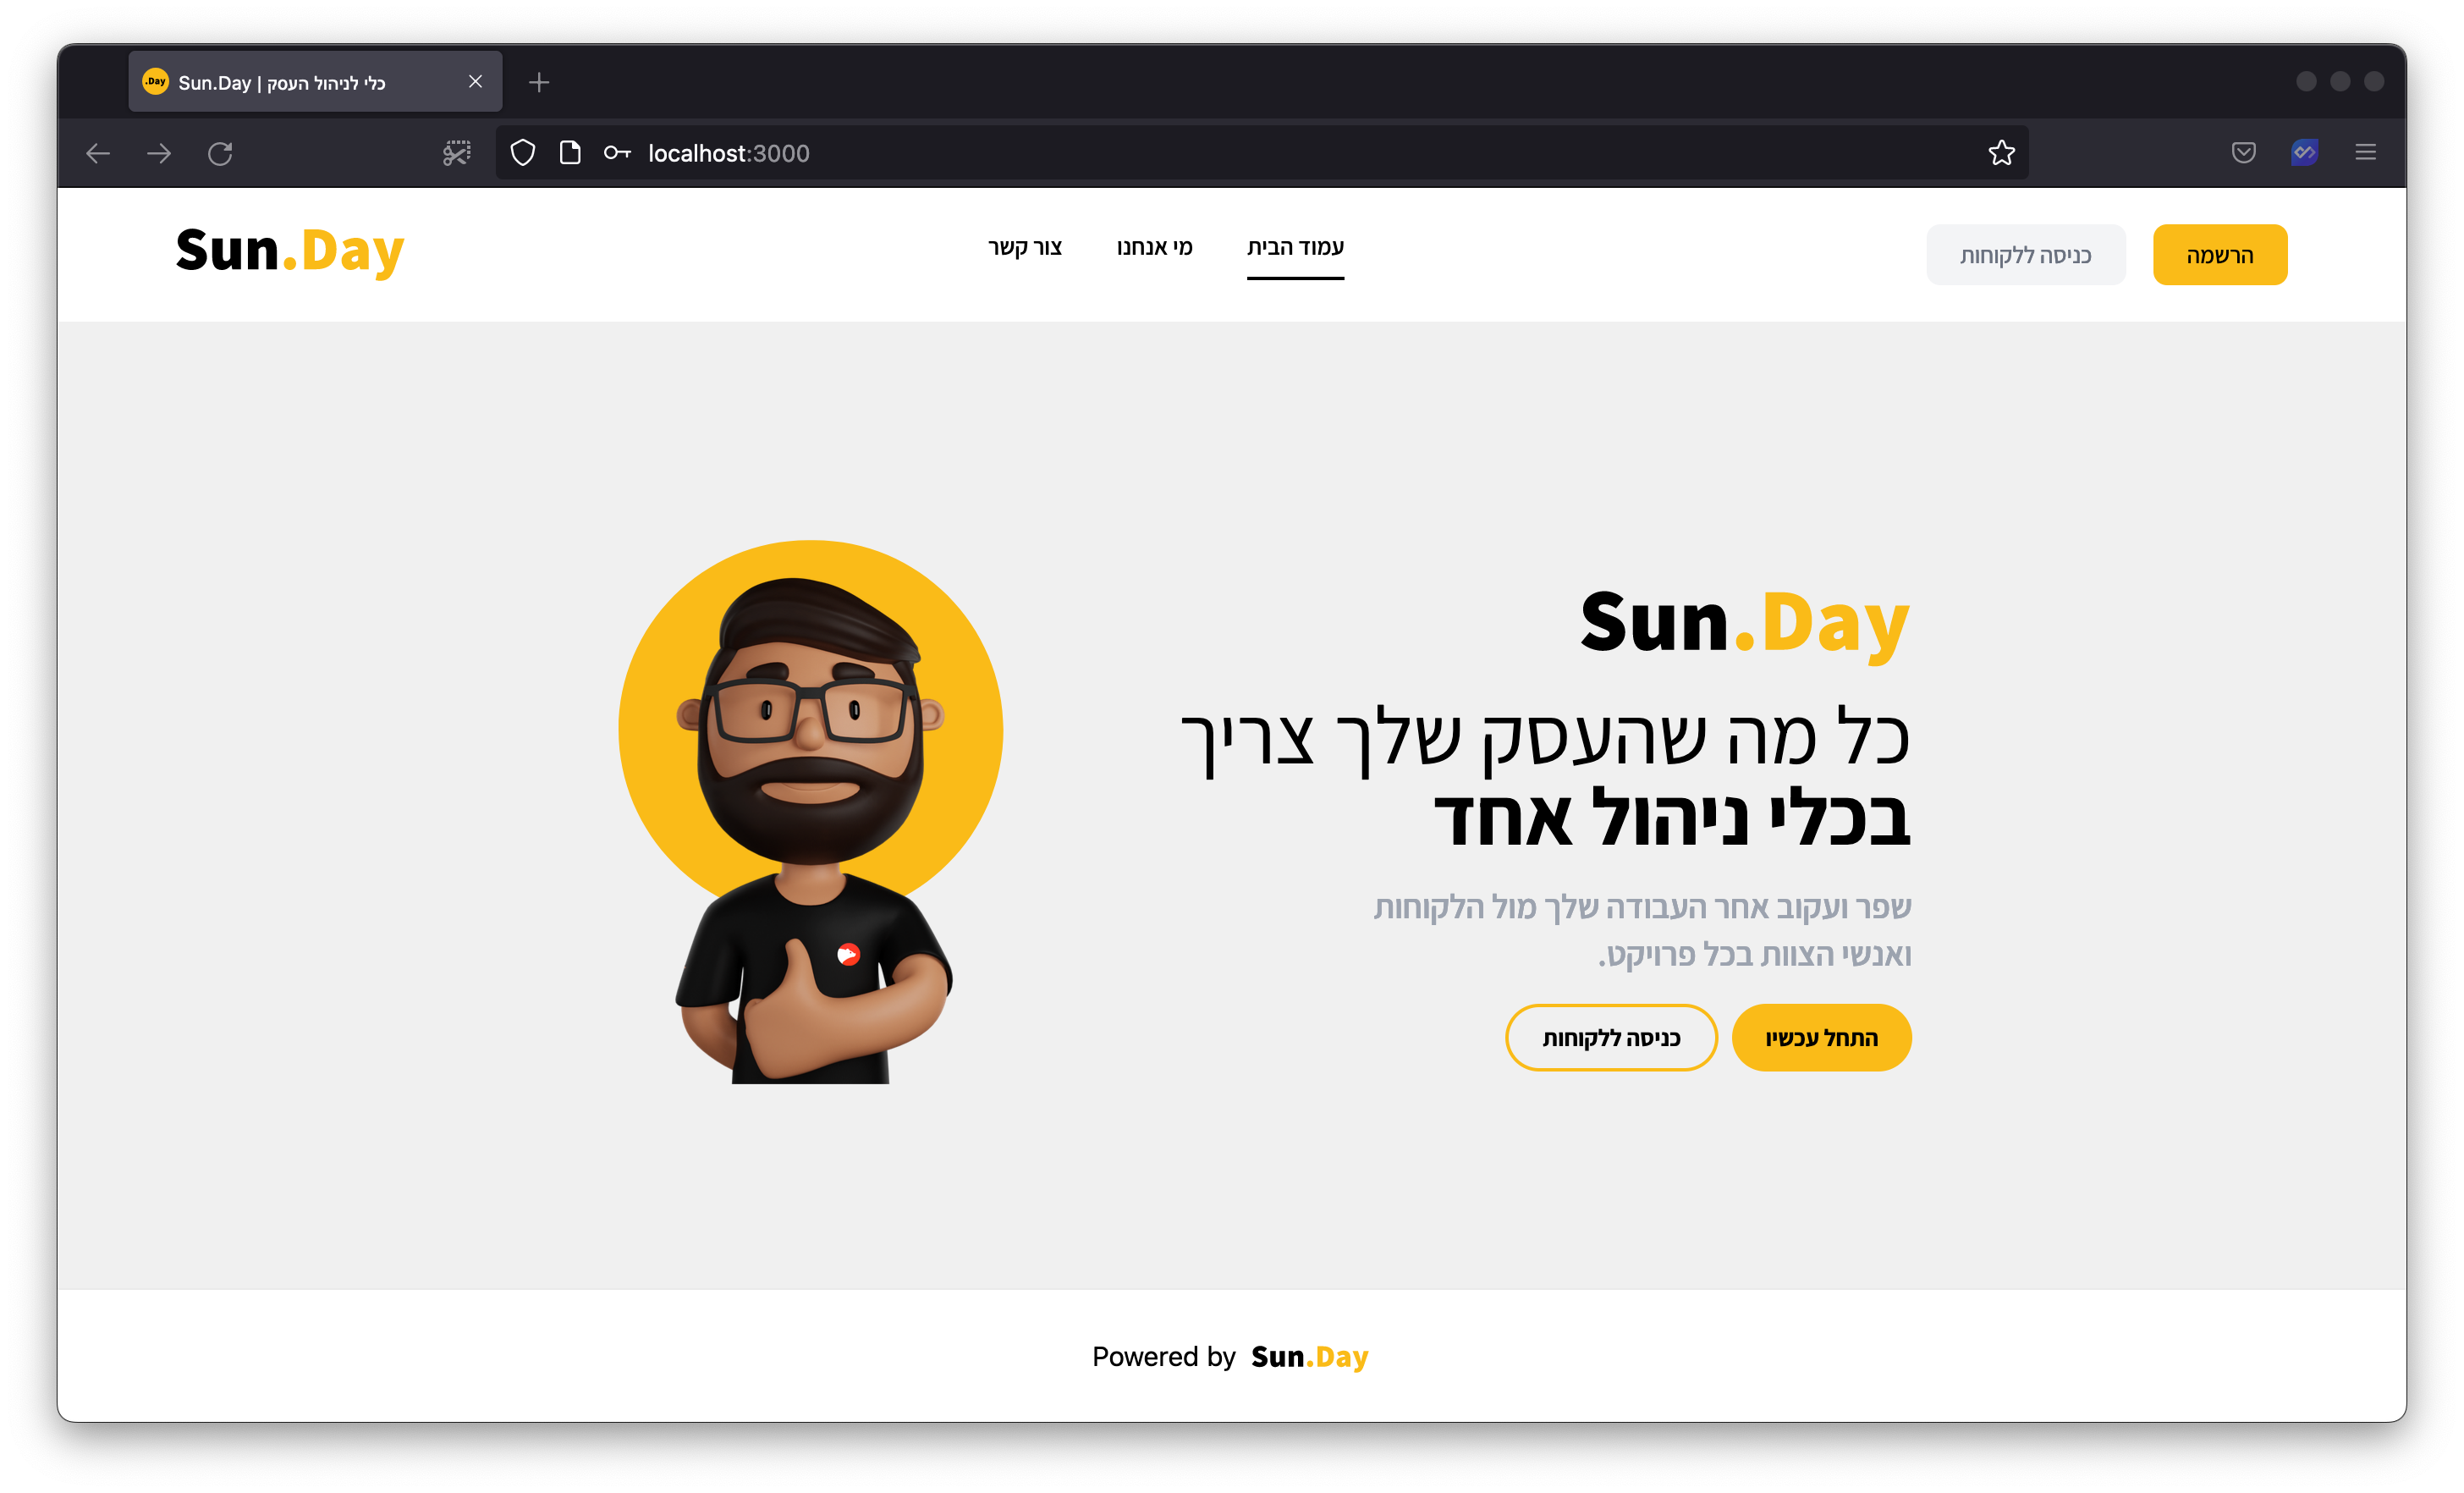 .Day
Sun.Day | כלי לניהול העסק
localhost:3000
Sun.Day
עמוד הבית
מי אנחנו
צור קשר
הרשמה
כניסה ללקוחות
Sun.Day
כל מה שהעסק שלך צריך
בכלי ניהול אחד
שפר ועקוב אחר העבודה שלך מול הלקוחות
ואנשי הצוות בכל פרויקט.
התחל עכשיו
כניסה ללקוחות
Powered by Sun.Day